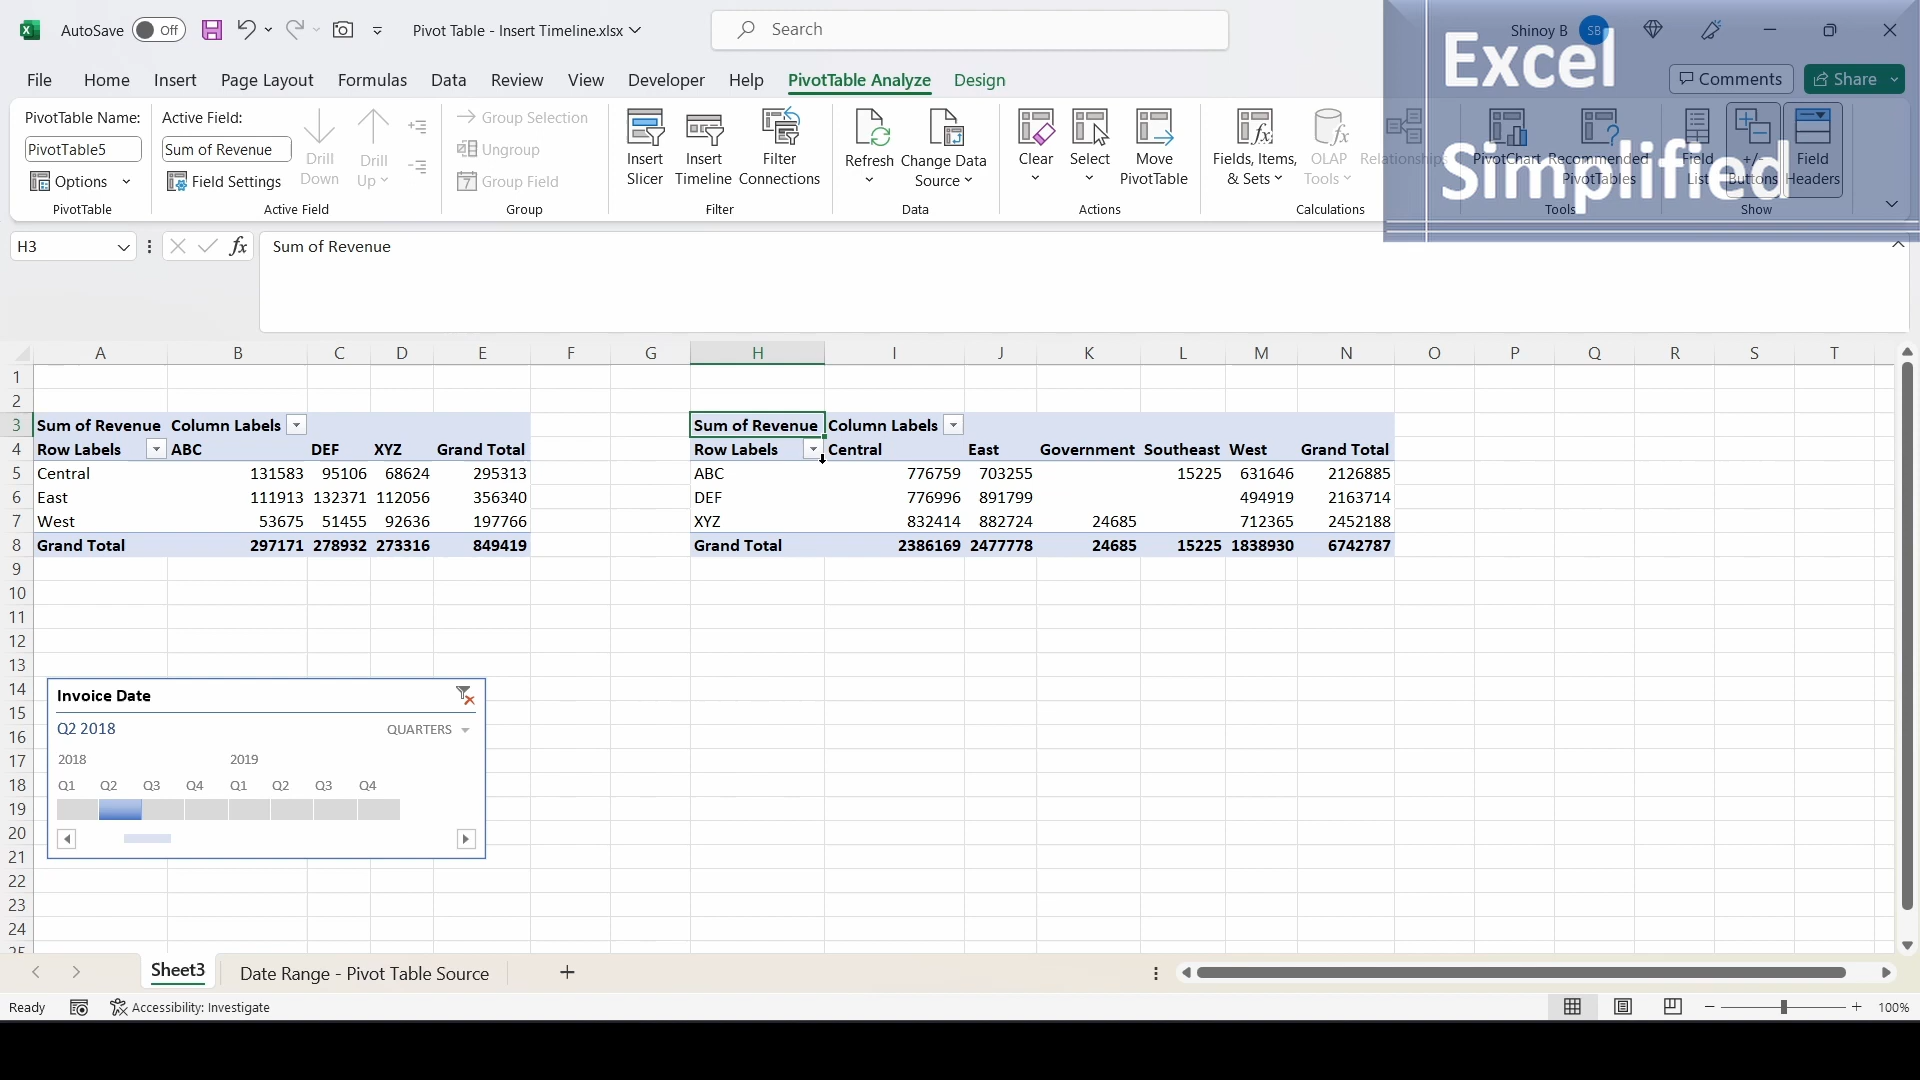 AutoSave Off Pivot Table - Insert Timeline.xlsx Search Shinoy B SB
Excel
Simplified
File Home Insert Page Layout Formulas Data Review View Developer Help PivotTable Analyze Design Comments Share
PivotTable Name: Active Field:
PivotTable5 Sum of Revenue
Options Field Settings
Drill Down Drill Up
Group Selection
Ungroup
Group Field
Insert Slicer Insert Timeline Filter Connections
Refresh Change Data Source
Clear Select Move PivotTable
Fields, Items, & Sets OLAP Tools Relationships
PivotChart Recommended PivotTables
Field List +/- Buttons Field Headers
PivotTable Active Field Group Filter Data Actions Calculations Tools Show
H3 fx Sum of Revenue
A B C D E F G H I J K L M N O P Q R S T
1
2
3 Sum of Revenue Column Labels Sum of Revenue Column Labels
4 Row Labels ABC DEF XYZ Grand Total Row Labels Central East Government Southeast West Grand Total
5 Central 131583 95106 68624 295313 ABC 776759 703255 15225 631646 2126885
6 East 111913 132371 112056 356340 DEF 776996 891799 494919 2163714
7 West 53675 51455 92636 197766 XYZ 832414 882724 24685 712365 2452188
8 Grand Total 297171 278932 273316 849419 Grand Total 2386169 2477778 24685 15225 1838930 6742787
9
10
11
12
13
14 Invoice Date
15
16 Q2 2018 QUARTERS
17 2018 2019
18 Q1 Q2 Q3 Q4 Q1 Q2 Q3 Q4
19
20
21
22
23
24
25
Sheet3 Date Range - Pivot Table Source
Ready Accessibility: Investigate 100%